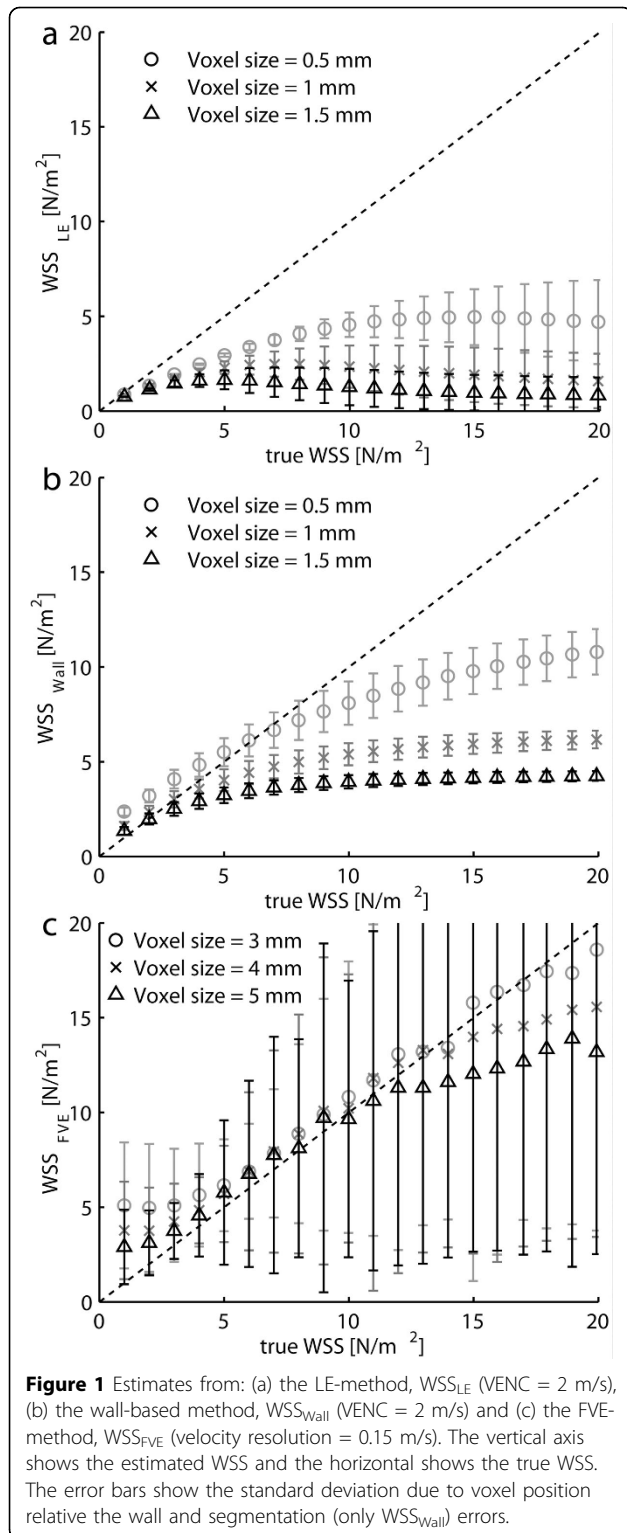 a
Voxel size = 0.5 mm
Voxel size = 1 mm
Voxel size = 1.5 mm
WSS LE [N/m²]
20
15
10
5
0
0 5 10 15 20
true WSS [N/m²]
b
Voxel size = 0.5 mm
Voxel size = 1 mm
Voxel size = 1.5 mm
WSS Wall [N/m²]
20
15
10
5
0
0 5 10 15 20
true WSS [N/m²]
c
Voxel size = 3 mm
Voxel size = 4 mm
Voxel size = 5 mm
WSS FVE [N/m²]
20
15
10
5
0
0 5 10 15 20
true WSS [N/m²]
Figure 1 Estimates from: (a) the LE-method, WSS_LE (VENC = 2 m/s),
(b) the wall-based method, WSS_Wall (VENC = 2 m/s) and (c) the FVE-
method, WSS_FVE (velocity resolution = 0.15 m/s). The vertical axis
shows the estimated WSS and the horizontal shows the true WSS.
The error bars show the standard deviation due to voxel position
relative the wall and segmentation (only WSS_Wall) errors.